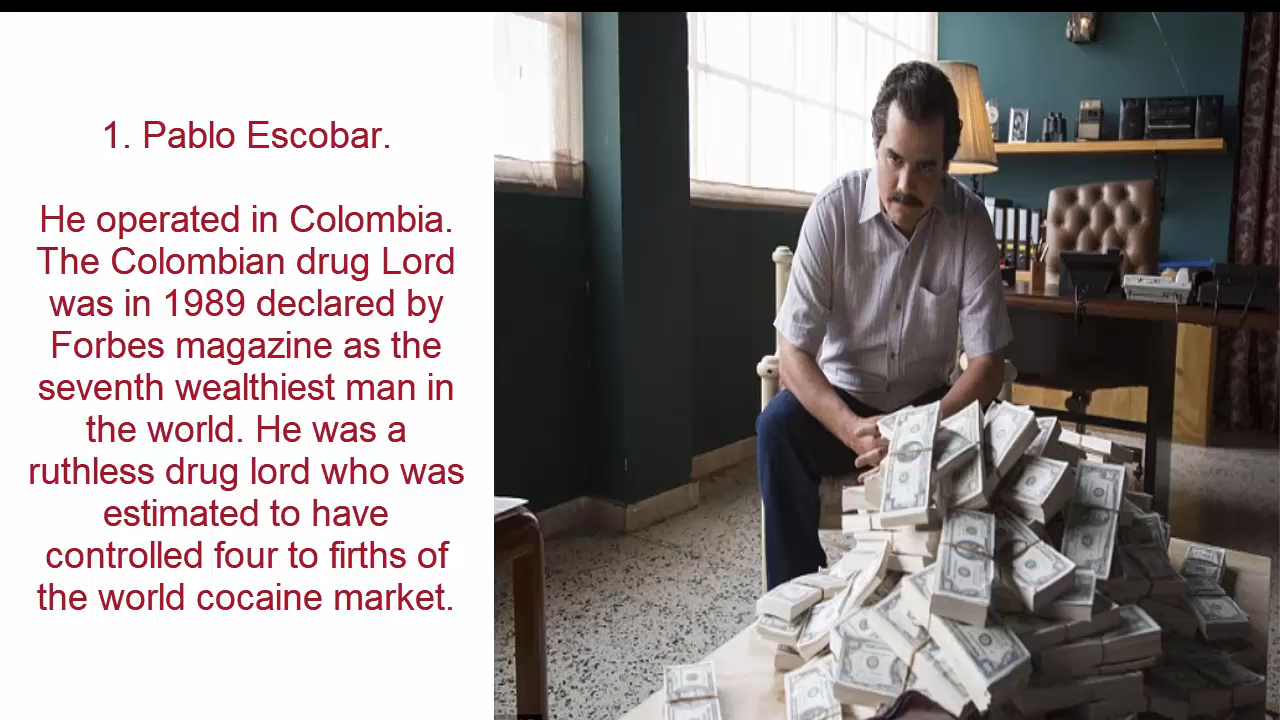 1. Pablo Escobar.
He operated in Colombia.
The Colombian drug Lord
was in 1989 declared by
Forbes magazine as the
seventh wealthiest man in
the world. He was a
ruthless drug lord who was
estimated to have
controlled four to firths of
the world cocaine market.